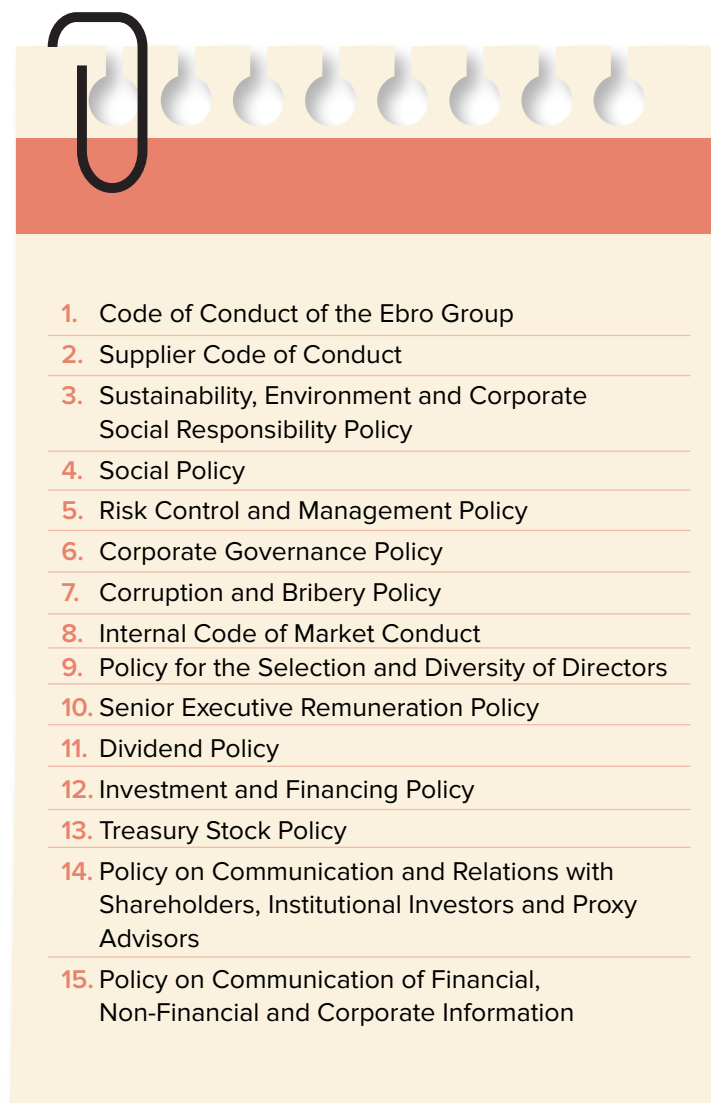 1. Code of Conduct of the Ebro Group
2. Supplier Code of Conduct
3. Sustainability, Environment and Corporate
Social Responsibility Policy
4. Social Policy
5. Risk Control and Management Policy
6. Corporate Governance Policy
7. Corruption and Bribery Policy
8. Internal Code of Market Conduct
9. Policy for the Selection and Diversity of Directors
10. Senior Executive Remuneration Policy
11. Dividend Policy
12. Investment and Financing Policy
13. Treasury Stock Policy
14. Policy on Communication and Relations with
Shareholders, Institutional Investors and Proxy
Advisors
15. Policy on Communication of Financial,
Non-Financial and Corporate Information